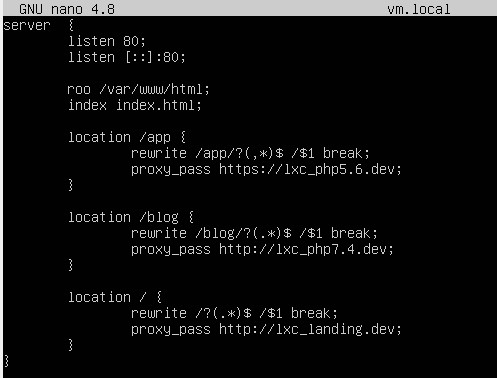 GNU nano 4.8 vm.local
server  {
        listen 80;
        listen [::]:80;

        roo /var/www/html;
        index index.html;

        location /app {
                rewrite /app/?(,*)$ /$1 break;
                proxy_pass https://lxc_php5.6.dev;
        }

        location /blog {
                rewrite /blog/?(.*)$ /$1 break;
                proxy_pass http://lxc_php7.4.dev;
        }

        location / {
                rewrite /?(.*)$ /$1 break;
                proxy_pass http://lxc_landing.dev;
        }
}